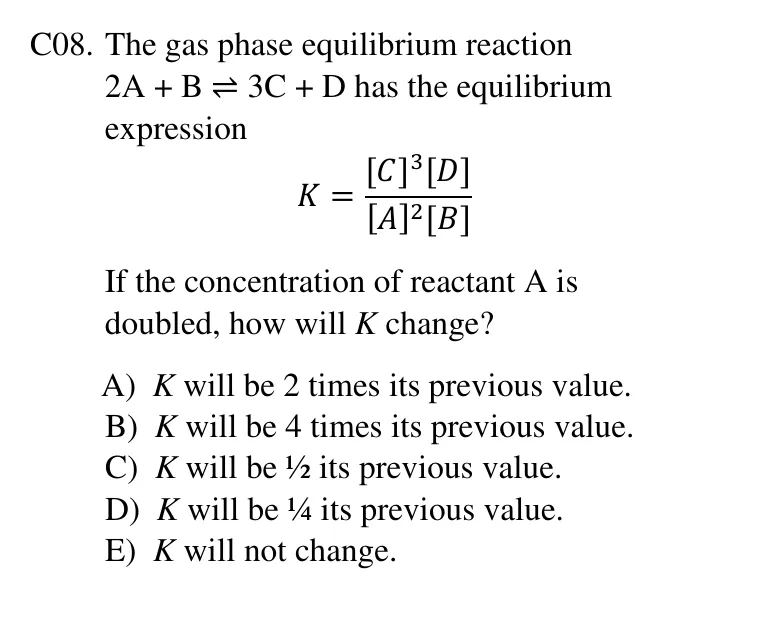 C08. The gas phase equilibrium reaction
2A + B ⇌ 3C + D has the equilibrium
expression
K = [C]³[D] / [A]²[B]
If the concentration of reactant A is
doubled, how will K change?
A) K will be 2 times its previous value.
B) K will be 4 times its previous value.
C) K will be ½ its previous value.
D) K will be ¼ its previous value.
E) K will not change.